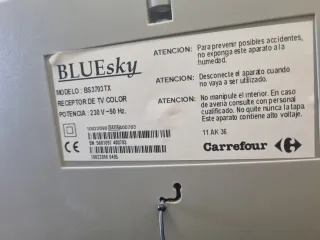 BLUEsky
MODELO: BS3702TX
RECEPTOR DE TV COLOR
POTENCIA: 230 V~50 Hz.
ATENCION: Para prevenir posibles accidentes,
no exponga este aparato a la
humedad.
ATENCION: Desconecte el aparato cuando
no vaya a ser utilizado.
ATENCION: No manipule el interior. En caso
de avería consulte con personal
cualificado. No quite nunca la tapa.
Este aparato contiene alto voltaje.
11 AK 36
Carrefour